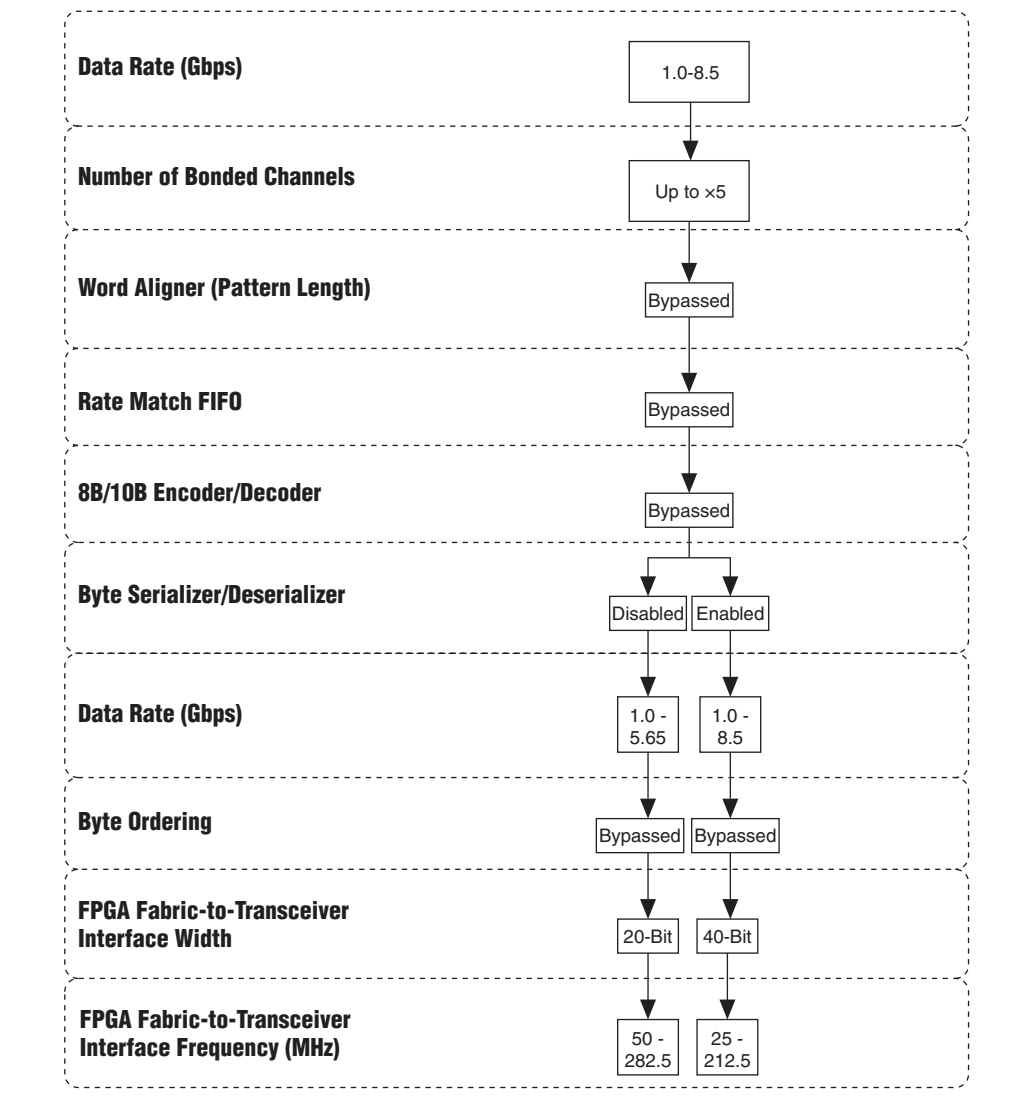 Data Rate (Gbps)
1.0-8.5
Number of Bonded Channels
Up to ×5
Word Aligner (Pattern Length)
Bypassed
Rate Match FIFO
Bypassed
8B/10B Encoder/Decoder
Bypassed
Byte Serializer/Deserializer
Disabled Enabled
Data Rate (Gbps)
1.0 - 1.0 -
5.65 8.5
Byte Ordering
Bypassed Bypassed
FPGA Fabric-to-Transceiver
Interface Width
20-Bit 40-Bit
FPGA Fabric-to-Transceiver
Interface Frequency (MHz)
50 - 25 -
282.5 212.5